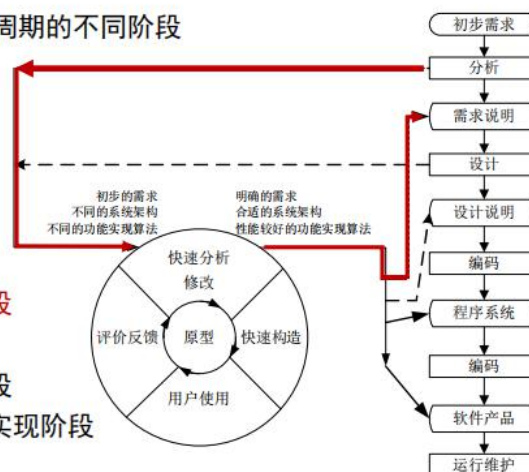 周期的不同阶段
初步需求
分析
需求说明
设计
初步的需求
不同的系统架构
不同的功能实现算法
明确的需求
合适的系统架构
性能较好的功能实现算法
设计说明
快速分析
修改
编码
段
评价反馈
原型
快速构造
程序系统
用户使用
编码
段
实现阶段
软件产品
运行维护